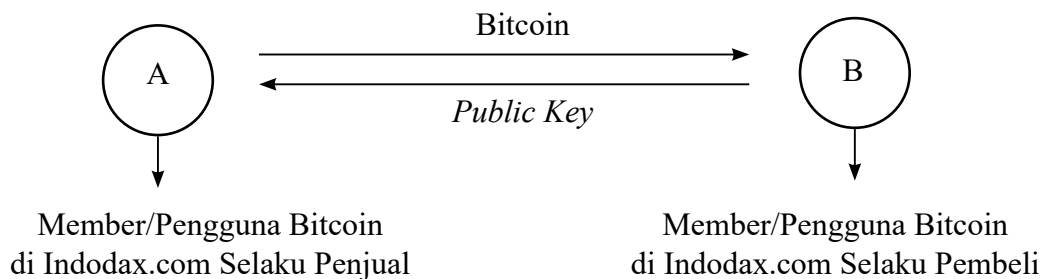 Bitcoin
A
B
Public Key
Member/Pengguna Bitcoin
di Indodax.com Selaku Penjual
Member/Pengguna Bitcoin
di Indodax.com Selaku Pembeli